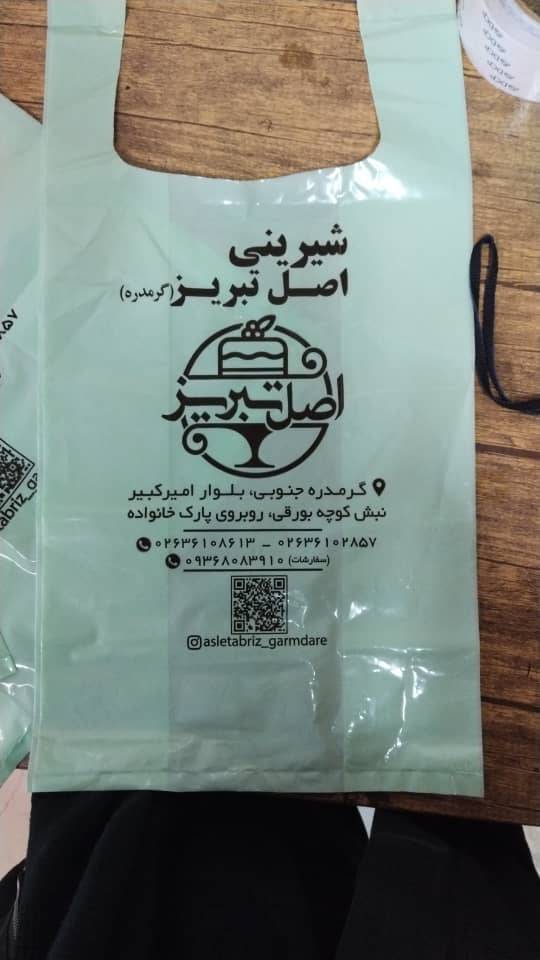 شیرینی
اصل تبریز (گرمدره)
اصل تبریز
گرمدره جنوبی، بلوار امیرکبیر
نبش کوچه بورقی، روبروی پارک خانواده
۰۲۶۳۶۱۰۲۸۵۷ - ۰۲۶۳۶۱۰۸۶۱۳
(سفارشات) ۰۹۳۶۸۰۸۳۹۱۰
asletabriz_garmdare